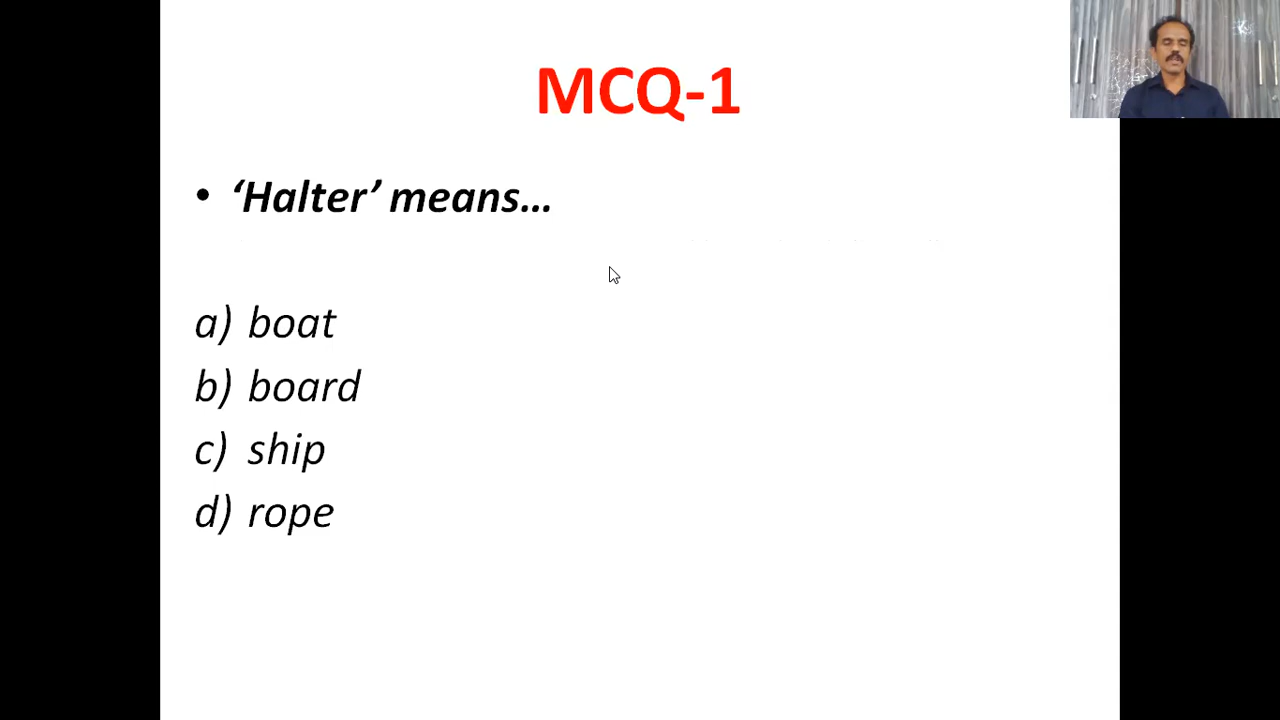 MCQ-1
• ‘Halter’ means…
a) boat
b) board
c) ship
d) rope